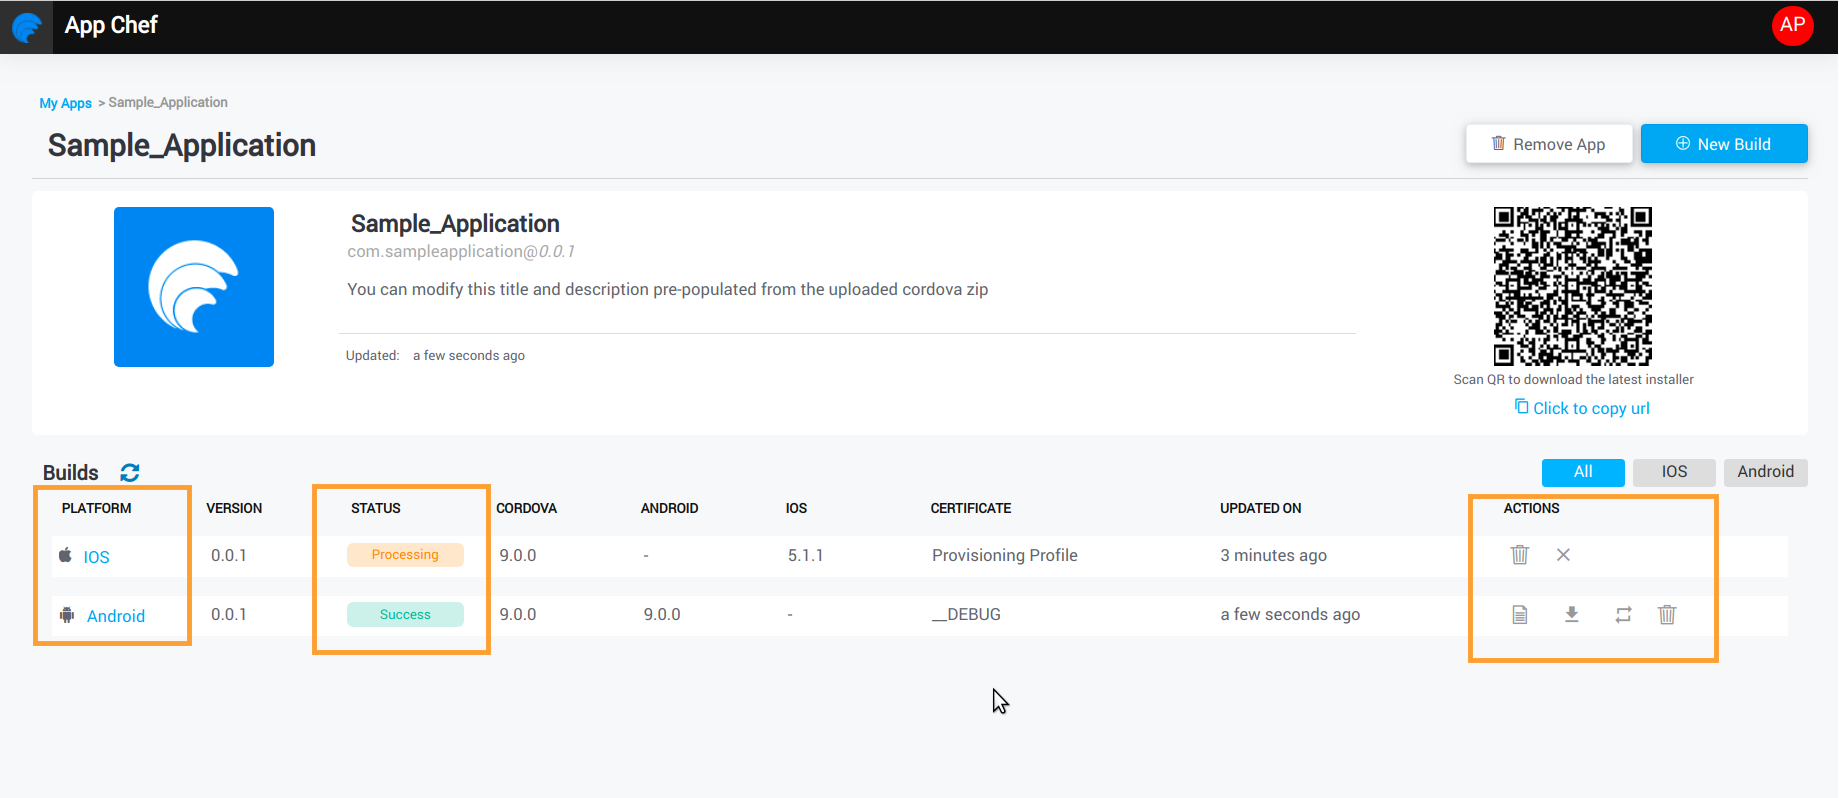 App Chef
AP
My Apps > Sample_Application
Sample_Application
Remove App
New Build
Sample_Application
com.sampleapplication@0.0.1
You can modify this title and description pre-populated from the uploaded cordova zip
Updated: a few seconds ago
Scan QR to download the latest installer
Click to copy url
Builds
All IOS Android
PLATFORM VERSION STATUS CORDOVA ANDROID IOS CERTIFICATE UPDATED ON ACTIONS
IOS 0.0.1 Processing 9.0.0 - 5.1.1 Provisioning Profile 3 minutes ago
Android 0.0.1 Success 9.0.0 9.0.0 - __DEBUG a few seconds ago